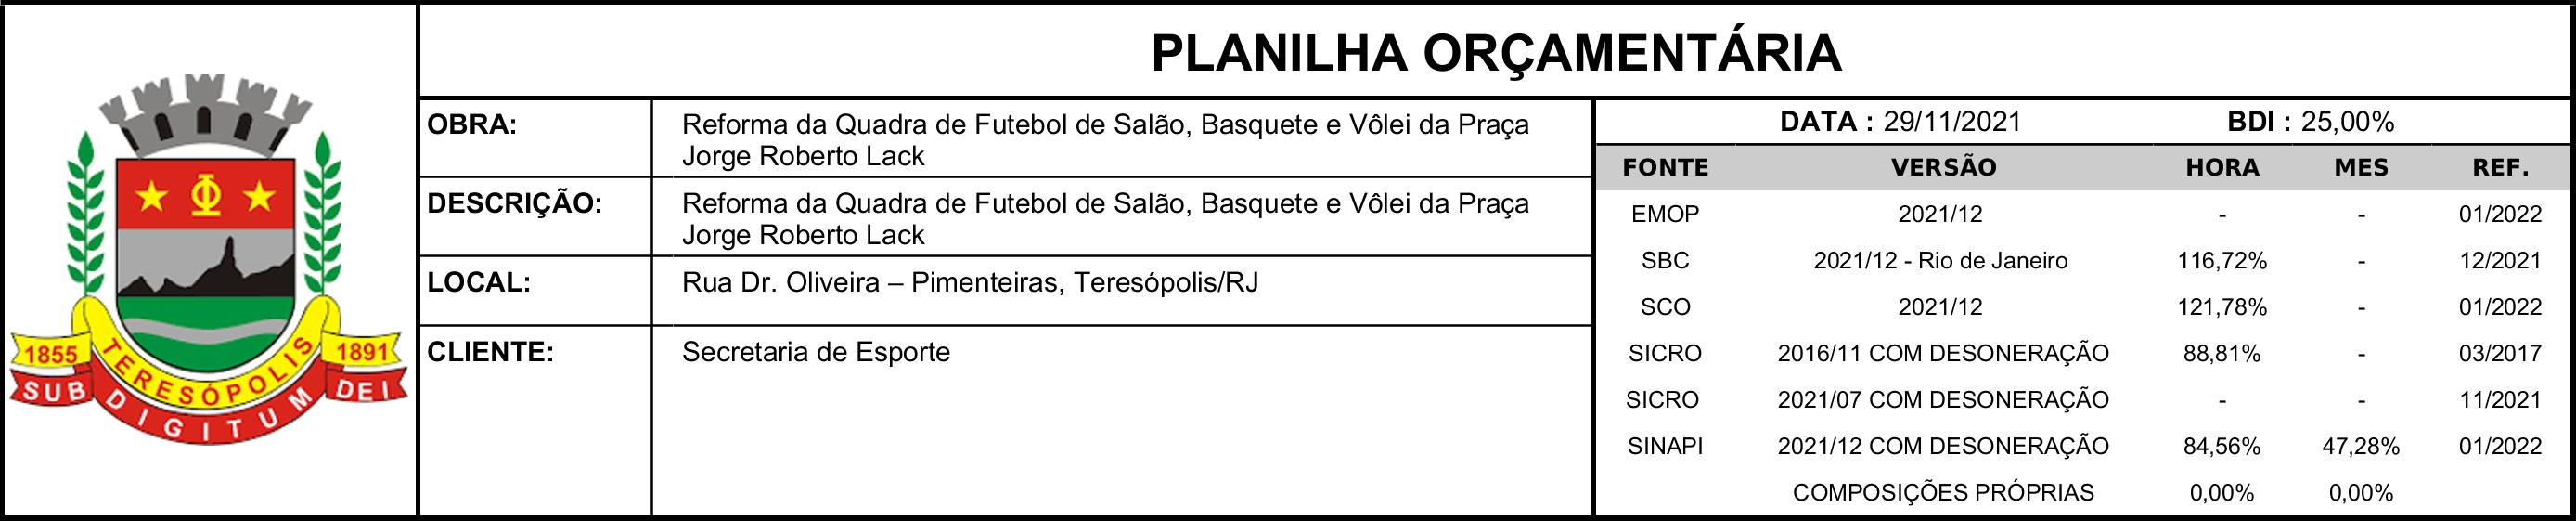 PLANILHA ORÇAMENTÁRIA
OBRA: Reforma da Quadra de Futebol de Salão, Basquete e Vôlei da Praça
Jorge Roberto Lack
DESCRIÇÃO: Reforma da Quadra de Futebol de Salão, Basquete e Vôlei da Praça
Jorge Roberto Lack
LOCAL: Rua Dr. Oliveira – Pimenteiras, Teresópolis/RJ
CLIENTE: Secretaria de Esporte
DATA : 29/11/2021 BDI : 25,00%
FONTE VERSÃO HORA MES REF.
EMOP 2021/12 - - 01/2022
SBC 2021/12 - Rio de Janeiro 116,72% - 12/2021
SCO 2021/12 121,78% - 01/2022
SICRO 2016/11 COM DESONERAÇÃO 88,81% - 03/2017
SICRO 2021/07 COM DESONERAÇÃO - - 11/2021
SINAPI 2021/12 COM DESONERAÇÃO 84,56% 47,28% 01/2022
COMPOSIÇÕES PRÓPRIAS 0,00% 0,00%
1855 TERESÓPOLIS 1891
SUB DIGITUM DEI